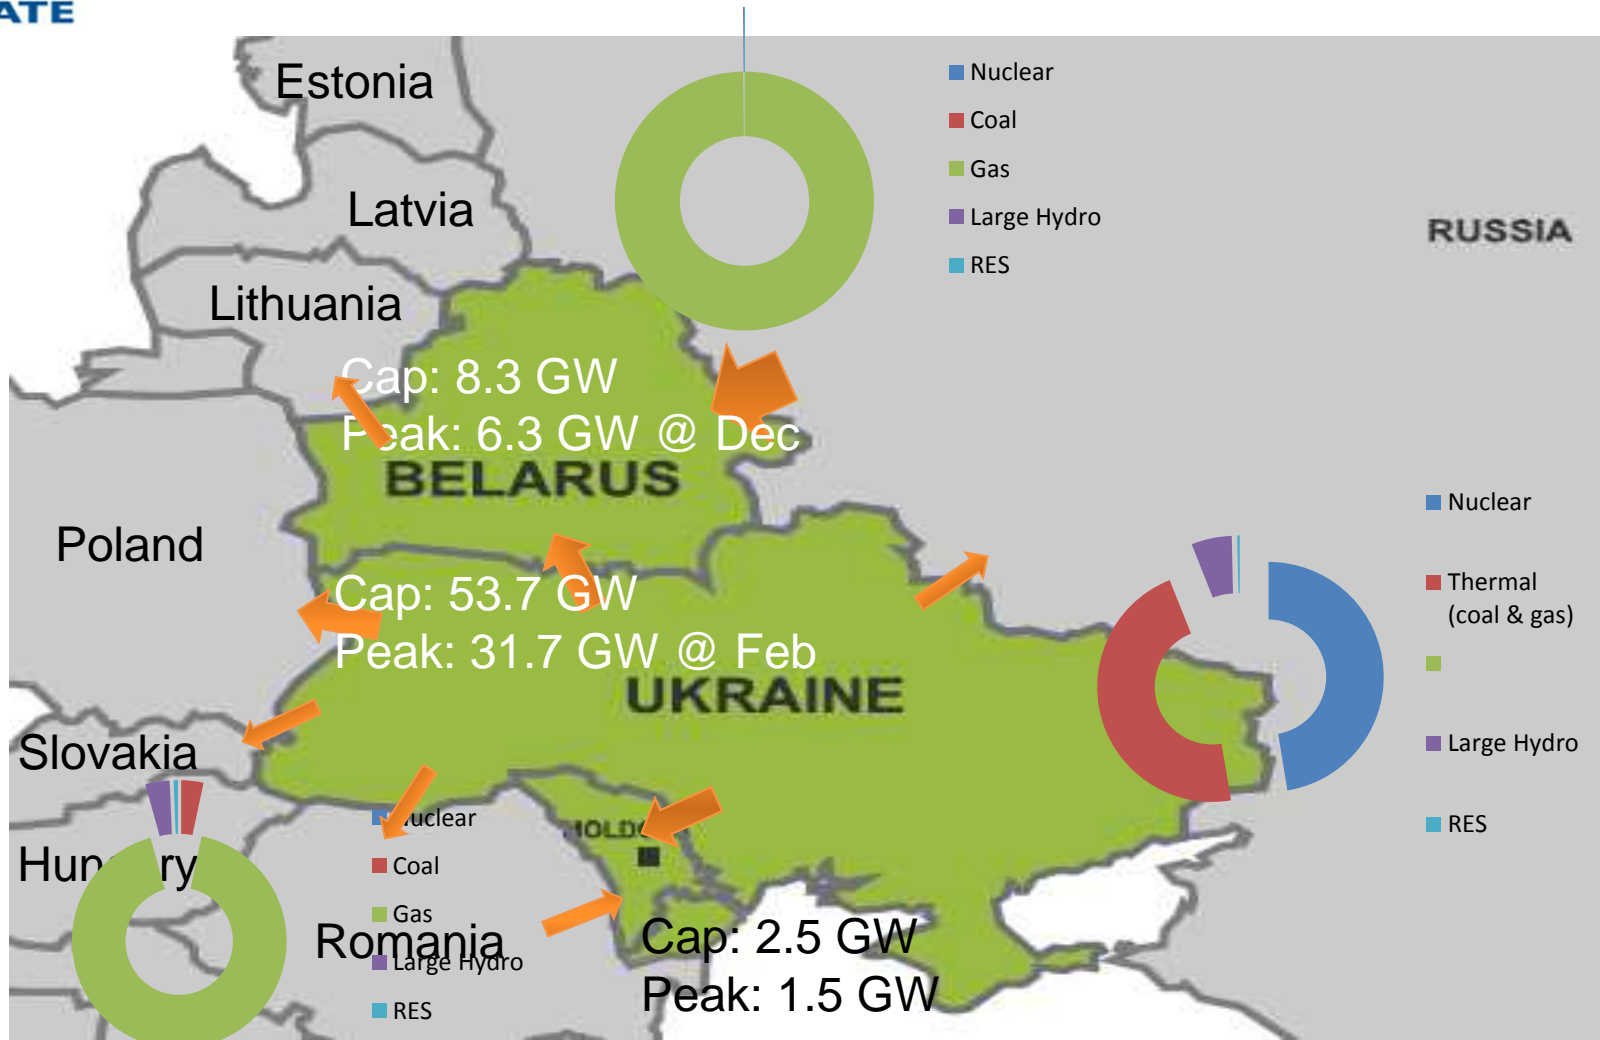 ATE
Estonia
Nuclear
Coal
Gas
Large Hydro
RES
Latvia
RUSSIA
Lithuania
Cap: 8.3 GW
Peak: 6.3 GW @ Dec
BELARUS
Poland
Nuclear
Thermal
(coal & gas)
Large Hydro
RES
Cap: 53.7 GW
Peak: 31.7 GW @ Feb
UKRAINE
Slovakia
Hungary
Nuclear
Coal
Gas
Large Hydro
RES
Romania
Cap: 2.5 GW
Peak: 1.5 GW